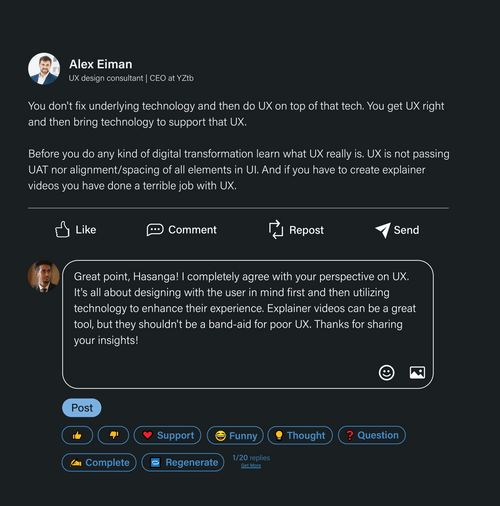 Alex Eiman
UX design consultant | CEO at YZtb
You don't fix underlying technology and then do UX on top of that tech. You get UX right
and then bring technology to support that UX.
Before you do any kind of digital transformation learn what UX really is. UX is not passing
UAT nor alignment/spacing of all elements in UI. And if you have to create explainer
videos you have done a terrible job with UX.
Like Comment Repost Send
Great point, Hasanga! I completely agree with your perspective on UX.
It's all about designing with the user in mind first and then utilizing
technology to enhance their experience. Explainer videos can be a great
tool, but they shouldn't be a band-aid for poor UX. Thanks for sharing
your insights!
Post
Support Funny Thought Question
Complete Regenerate 1/20 replies
Get More